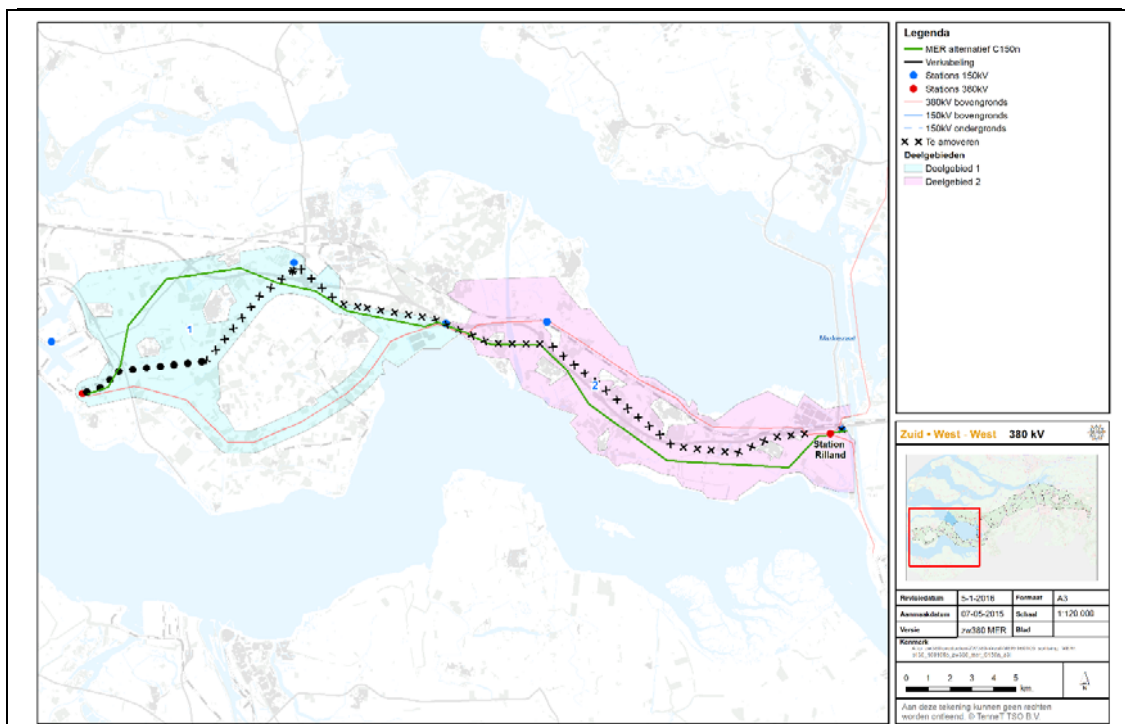 Legenda
MER alternatief C150n
Verkabeling
Stations 150kV
Stations 380kV
380kV bovengronds
150kV bovengronds
150kV ondergronds
Te amoveren
Deelgebieden
Deelgebied 1
Deelgebied 2
1
2
Station
Rilland
Zuid - West - West 380 kV
Revisiedatum 5-1-2016 Formaat A3
Aanmaakdatum 07-05-2015 Schaal 1:120 000
Versie zw380 MER Blad
Kenmerk
0 1 2 3 4 5
km.
N
Aan deze tekening kunnen geen rechten
worden ontleend. © TenneT TSO B.V.